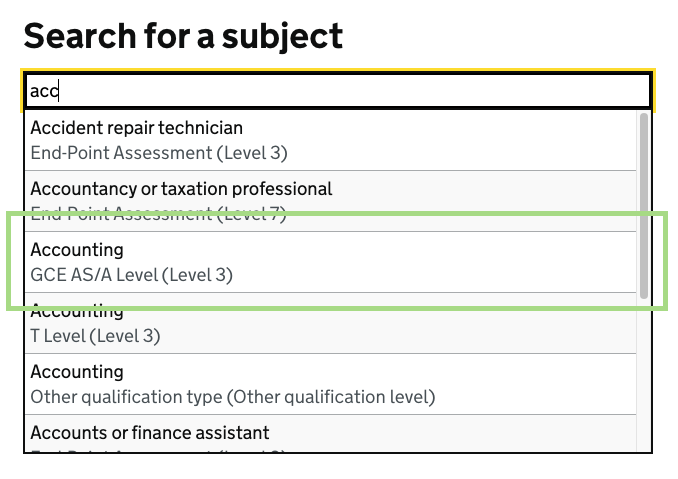 Search for a subject
acc
Accident repair technician
End-Point Assessment (Level 3)
Accountancy or taxation professional
End-Point Assessment (Level 7)
Accounting
GCE AS/A Level (Level 3)
Accounting
T Level (Level 3)
Accounting
Other qualification type (Other qualification level)
Accounts or finance assistant